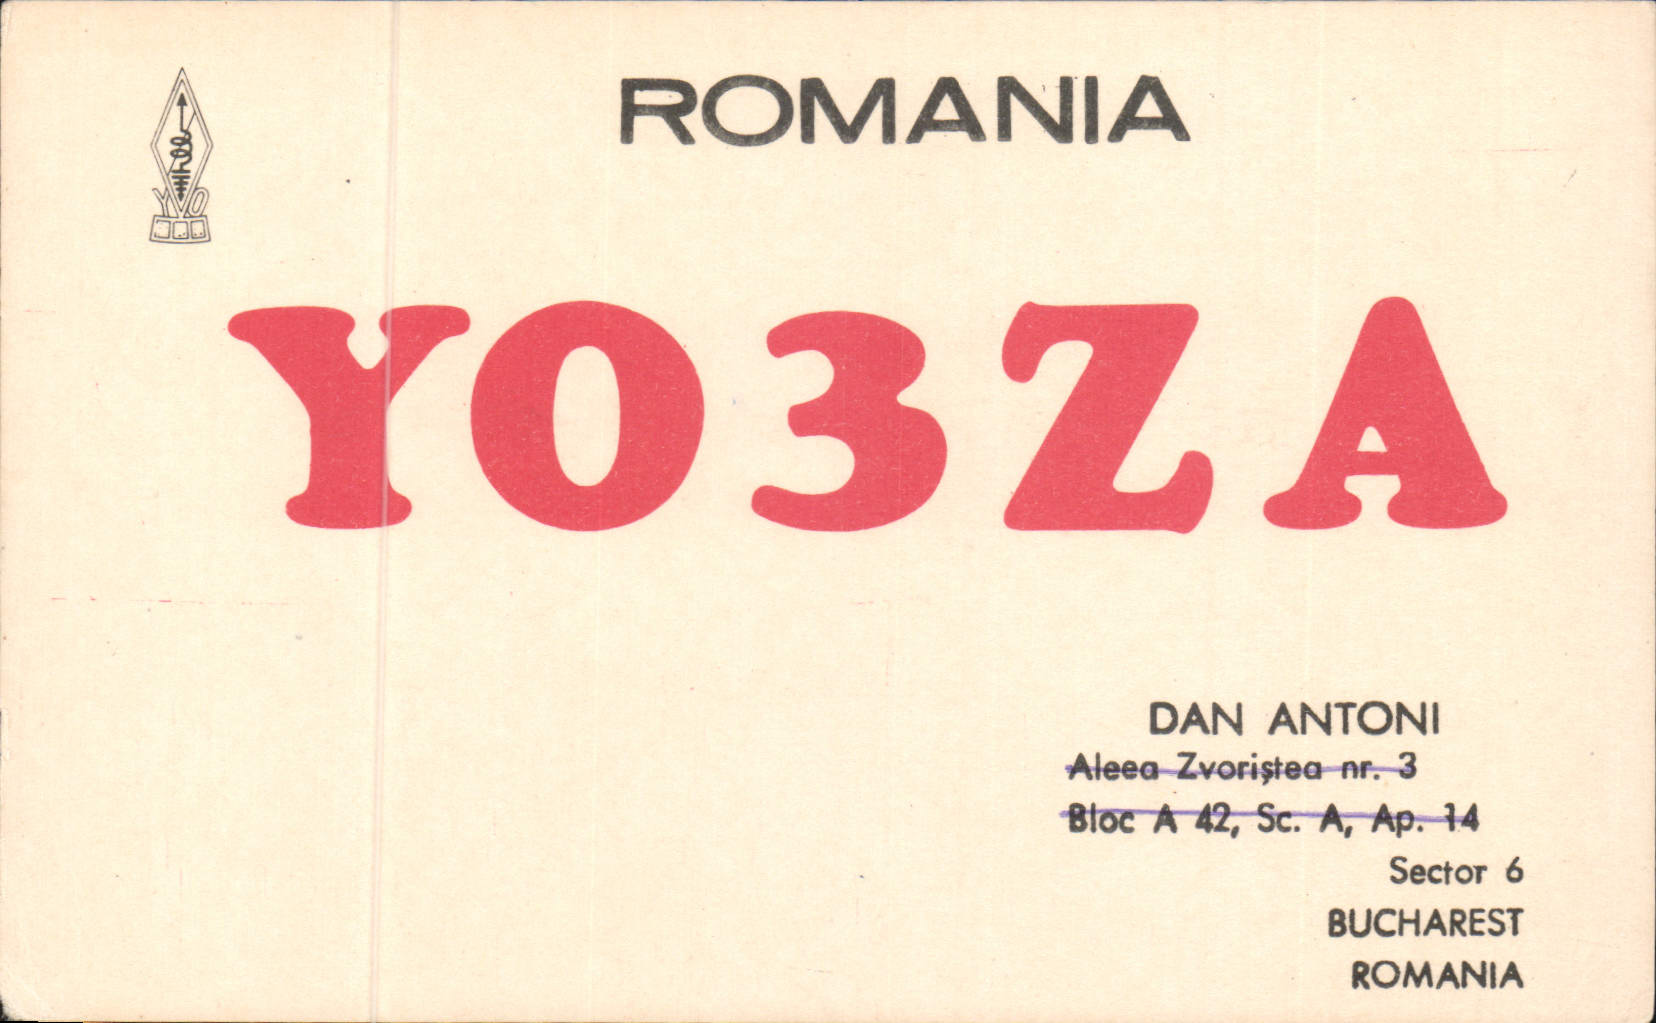 ROMANIA
YO
YO3ZA
DAN ANTONI
Aleea Zvoriștea nr. 3
Bloc A 42, Sc. A, Ap. 14
Sector 6
BUCHAREST
ROMANIA